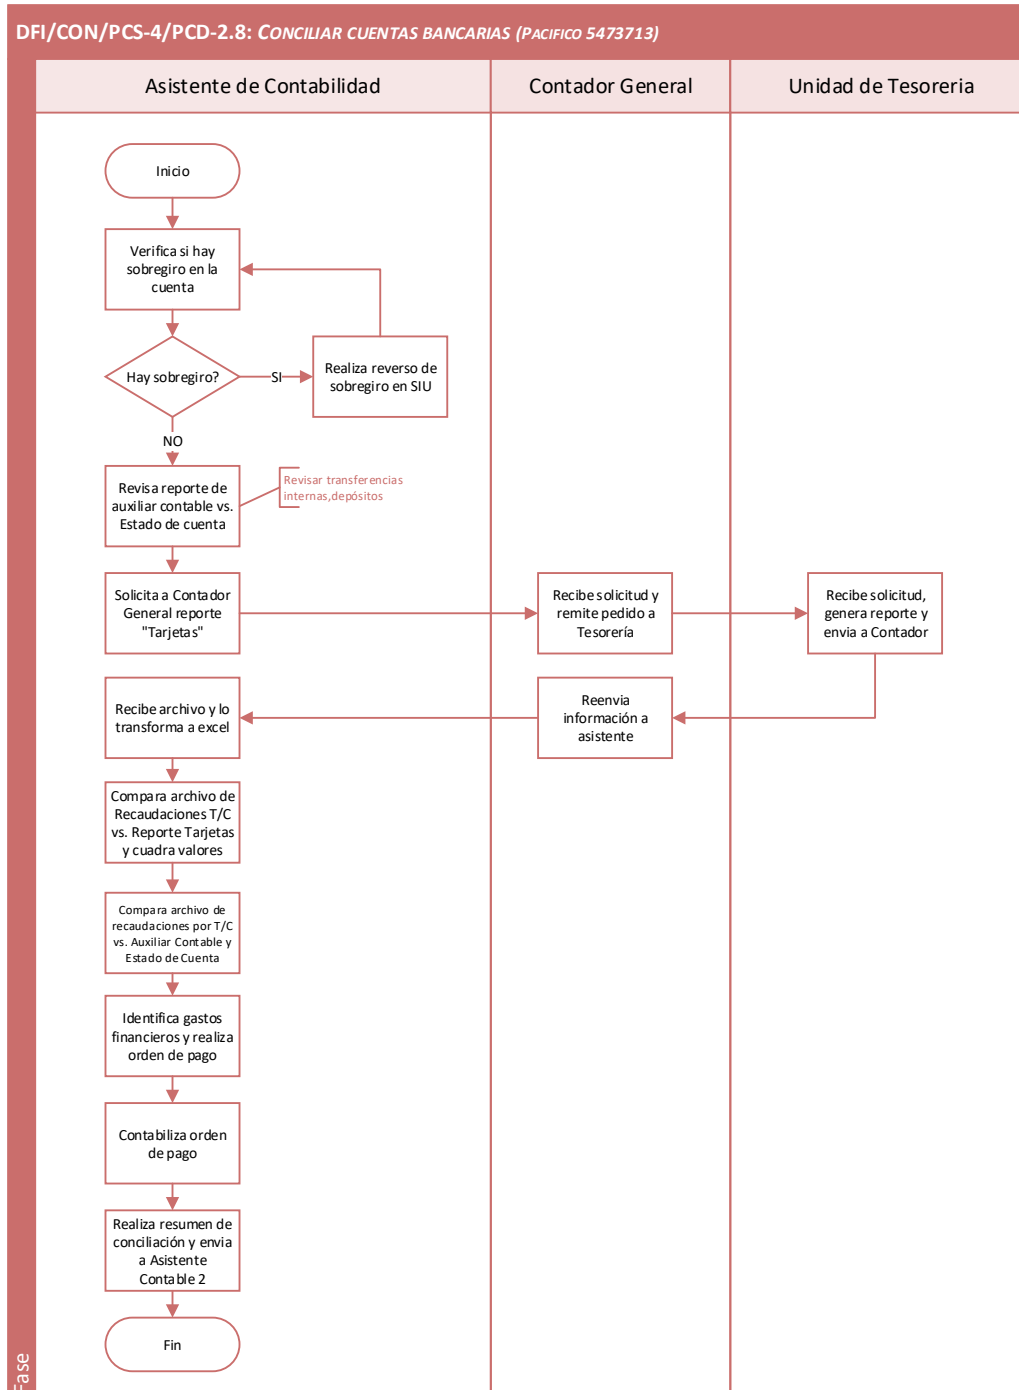 DFI/CON/PCS-4/PCD-2.8: CONCILIAR CUENTAS BANCARIAS (PACIFICO 5473713)
Asistente de Contabilidad
Contador General
Unidad de Tesoreria
Inicio
Verifica si hay
sobregiro en la
cuenta
Hay sobregiro?
SI
Realiza reverso de
sobregiro en SIU
NO
Revisa reporte de
auxiliar contable vs.
Estado de cuenta
Revisar transferencias
internas,depósitos
Solicita a Contador
General reporte
"Tarjetas"
Recibe solicitud y
remite pedido a
Tesorería
Recibe solicitud,
genera reporte y
envia a Contador
Reenvia
información a
asistente
Recibe archivo y lo
transforma a excel
Compara archivo de
Recaudaciones T/C
vs. Reporte Tarjetas
y cuadra valores
Compara archivo de
recaudaciones por T/C
vs. Auxiliar Contable y
Estado de Cuenta
Identifica gastos
financieros y realiza
orden de pago
Contabiliza orden
de pago
Realiza resumen de
conciliación y envia
a Asistente
Contable 2
Fin
Fase